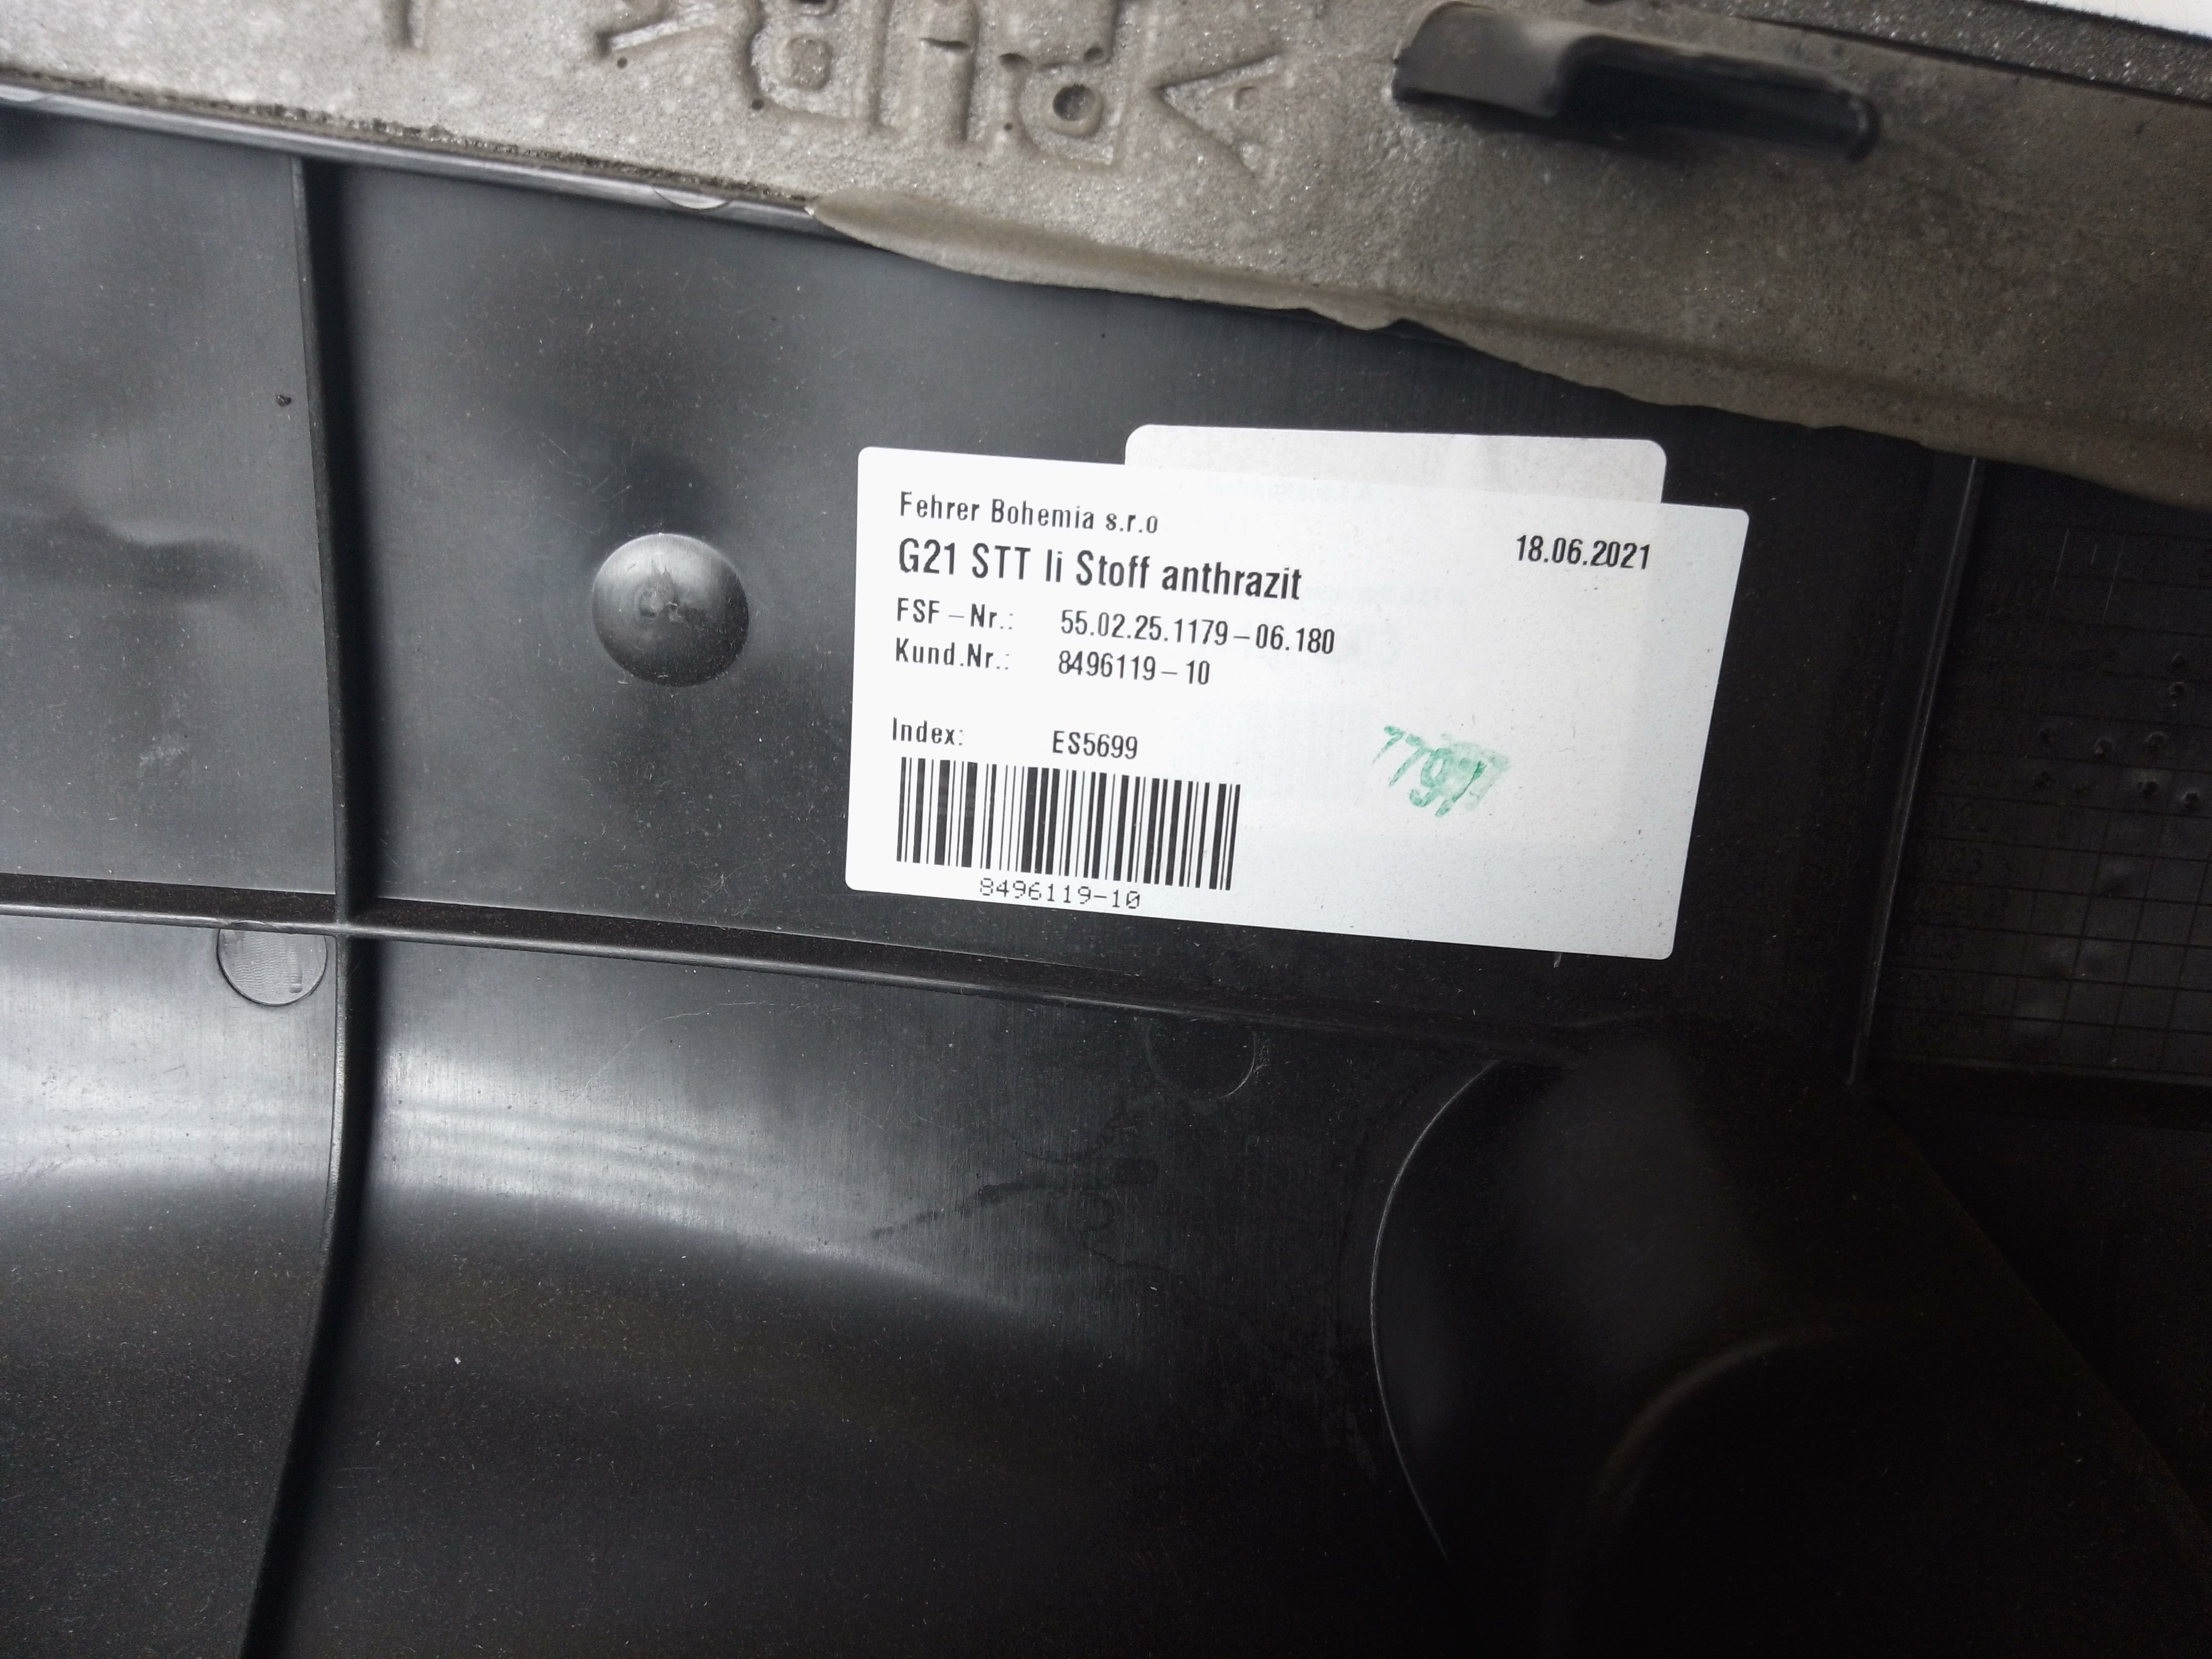 Fehrer Bohemia s.r.o
18.06.2021
G21 STT li Stoff anthrazit
FSF-Nr.: 55.02.25.1179-06.180
Kund.Nr.: 8496119-10
Index: ES5699
8496119-10